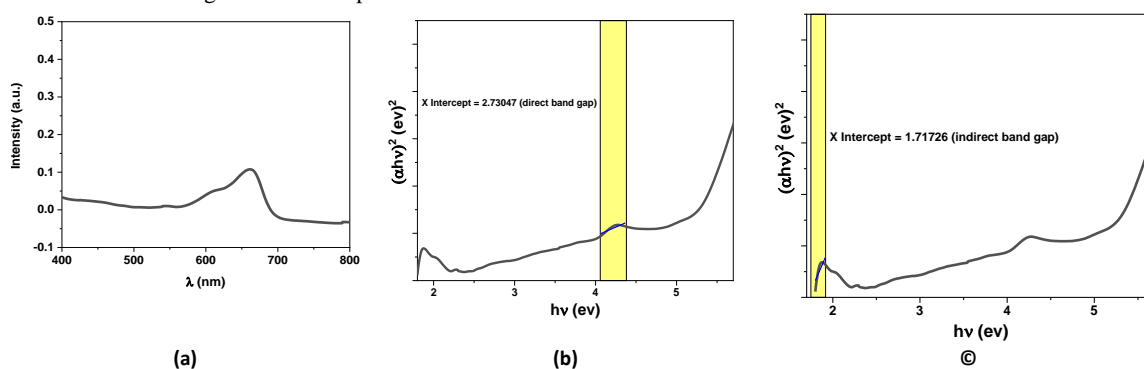 0.5
0.4
0.3
0.2
0.1
0.0
-0.1
Intensity (a.u.)
400 500 600 700 800
λ (nm)
(a)
(αhν)² (ev)²
X Intercept = 2.73047 (direct band gap)
2 3 4 5
hν (ev)
(b)
(αhν)² (ev)²
X Intercept = 1.71726 (indirect band gap)
2 3 4 5
hν (ev)
©